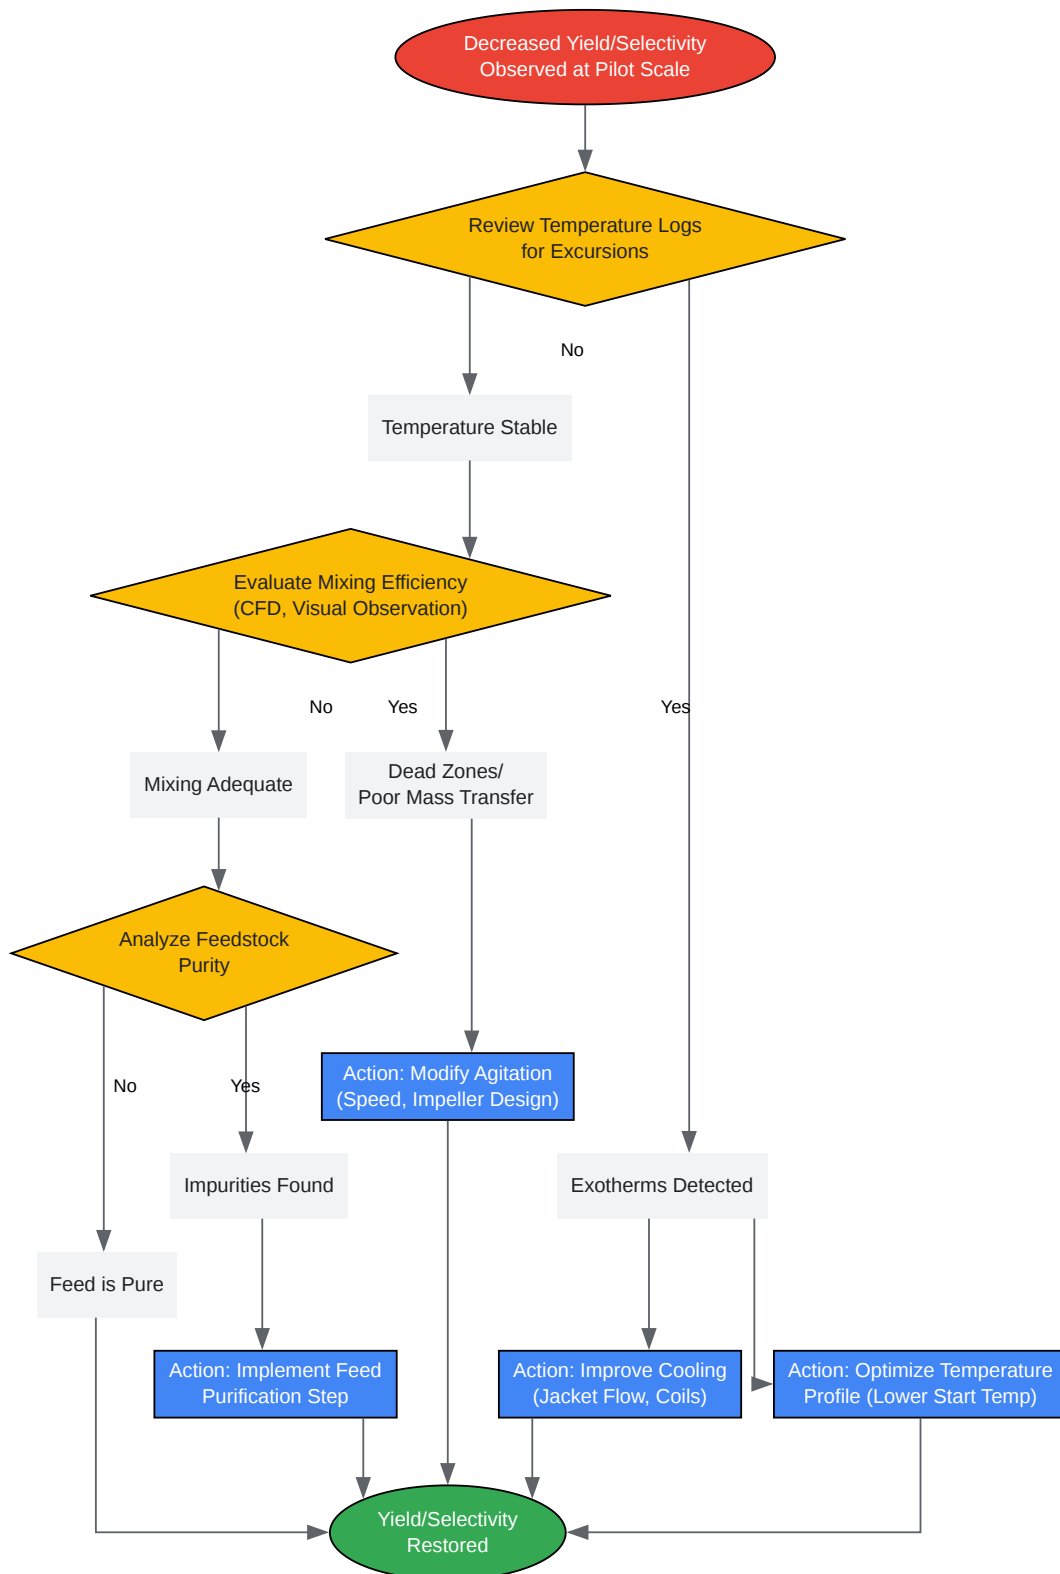 Decreased Yield/Selectivity
Observed at Pilot Scale
Review Temperature Logs
for Excursions
No
Temperature Stable
Evaluate Mixing Efficiency
(CFD, Visual Observation)
No
Yes
Yes
Mixing Adequate
Dead Zones/
Poor Mass Transfer
Analyze Feedstock
Purity
No
Yes
Action: Modify Agitation
(Speed, Impeller Design)
Impurities Found
Exotherms Detected
Feed is Pure
Action: Implement Feed
Purification Step
Action: Improve Cooling
(Jacket Flow, Coils)
Action: Optimize Temperature
Profile (Lower Start Temp)
Yield/Selectivity
Restored